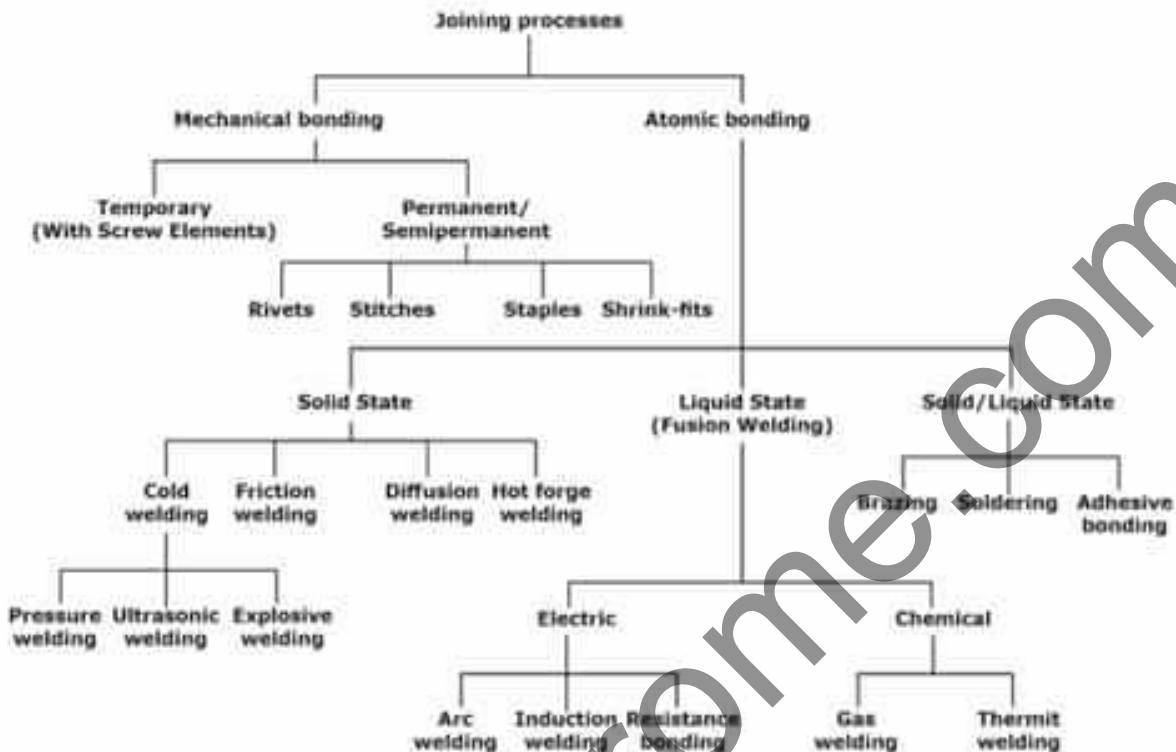 Joining processes
Mechanical bonding
Atomic bonding
Temporary
(With Screw Elements)
Permanent/
Semipermanent
Rivets
Stitches
Staples
Shrink-fits
Solid State
Liquid State
(Fusion Welding)
Solid/Liquid State
Cold
welding
Friction
welding
Diffusion
welding
Hot forge
welding
Brazing
Soldering
Adhesive
bonding
Pressure
welding
Ultrasonic
welding
Explosive
welding
Electric
Chemical
Arc
welding
Induction
welding
Resistance
bonding
Gas
welding
Thermit
welding
ome.com